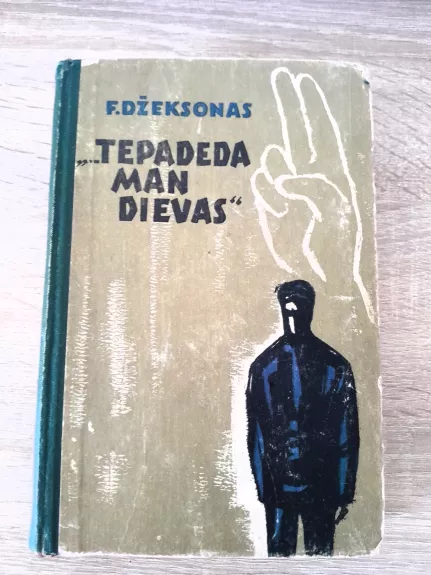 F. DŽEKSONAS
„...TEPADEDA
MAN
DIEVAS“